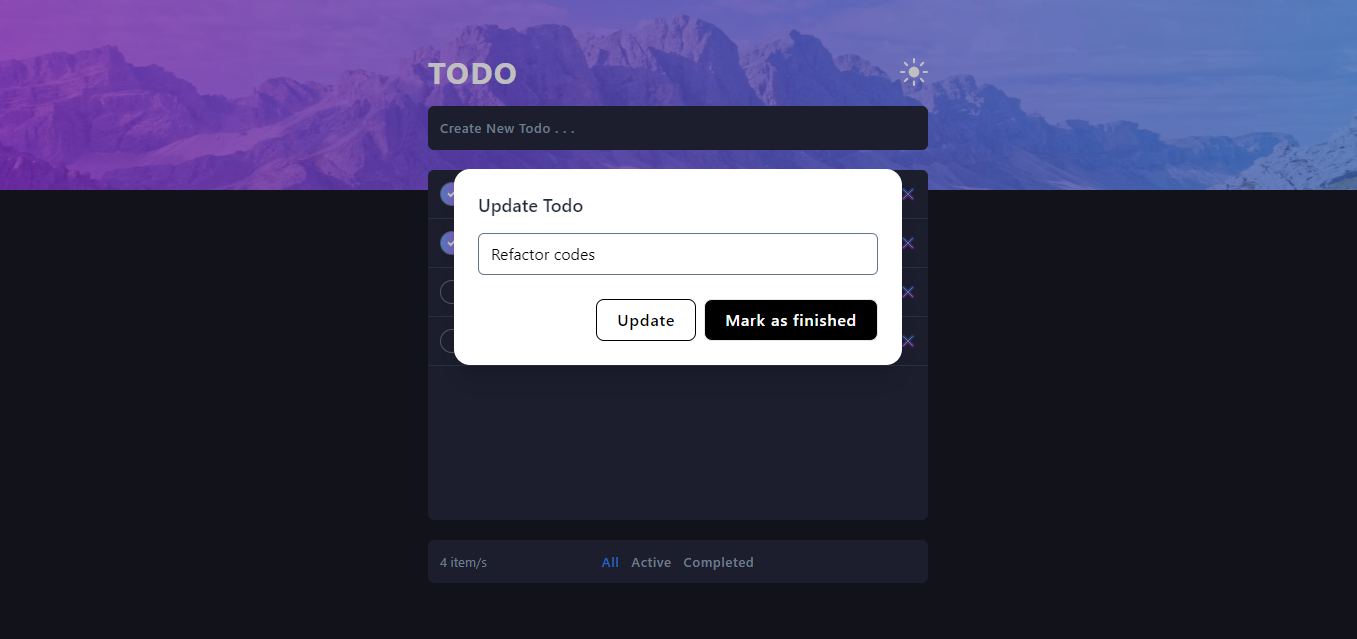 TODO
Create New Todo . . .
Update Todo
Refactor codes
Update
Mark as finished
4 item/s
All Active Completed